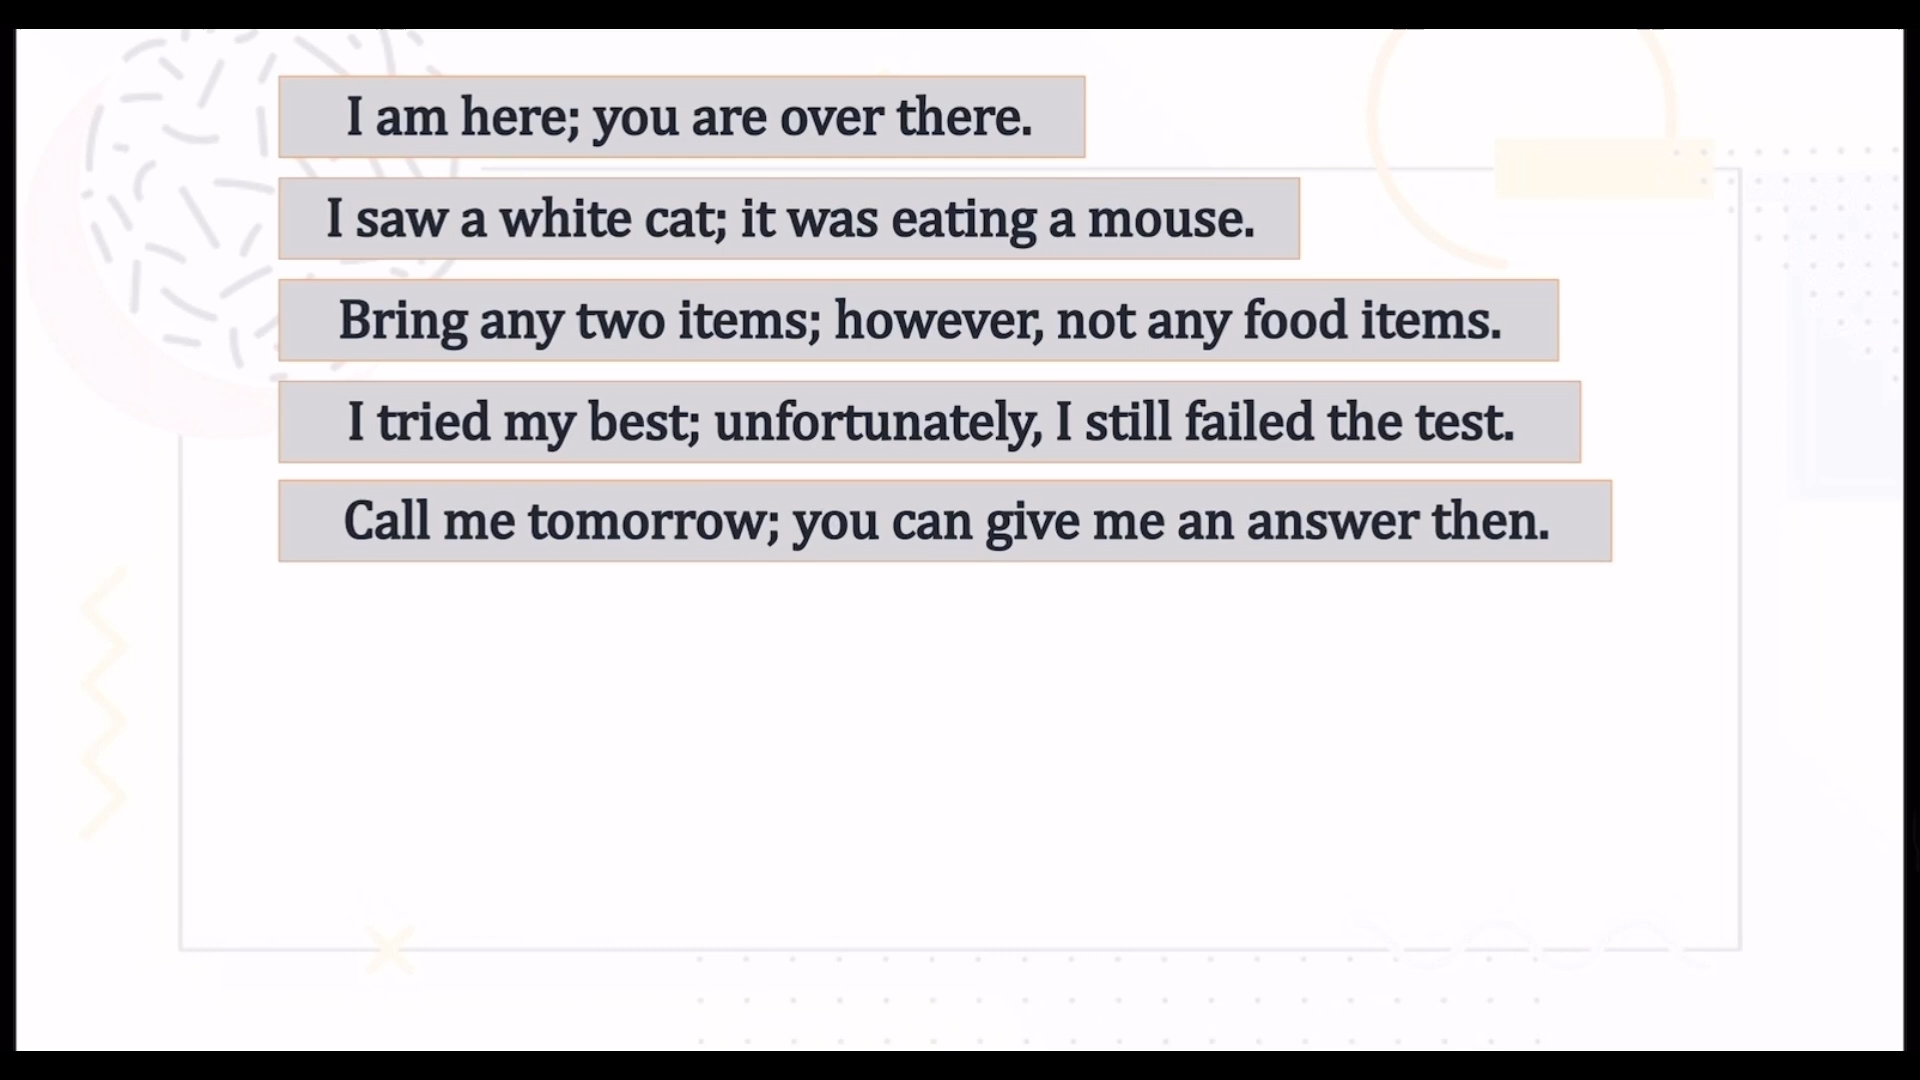 I am here; you are over there.
I saw a white cat; it was eating a mouse.
Bring any two items; however, not any food items.
I tried my best; unfortunately, I still failed the test.
Call me tomorrow; you can give me an answer then.